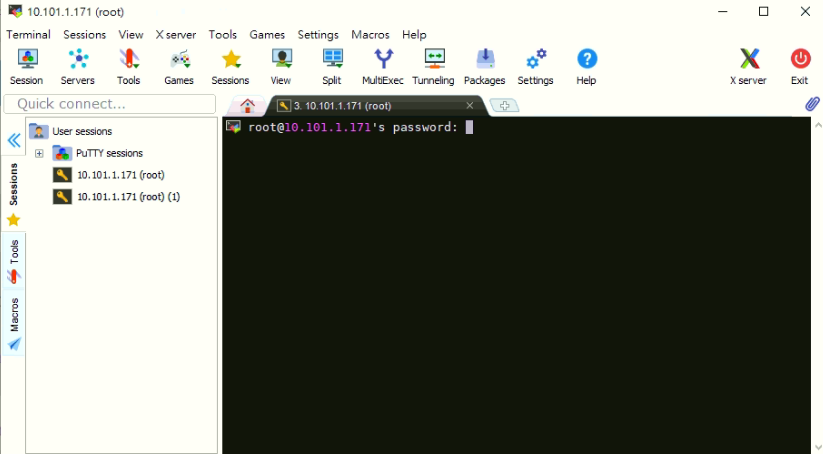 10.101.1.171 (root)
Terminal Sessions View X server Tools Games Settings Macros Help
Session Servers Tools Games Sessions View Split MultiExec Tunneling Packages Settings Help X server Exit
Quick connect... 3. 10.101.1.171 (root)
User sessions
PuTTY sessions
10.101.1.171 (root)
10.101.1.171 (root) (1)
Sessions
Tools
Macros
root@10.101.1.171's password: